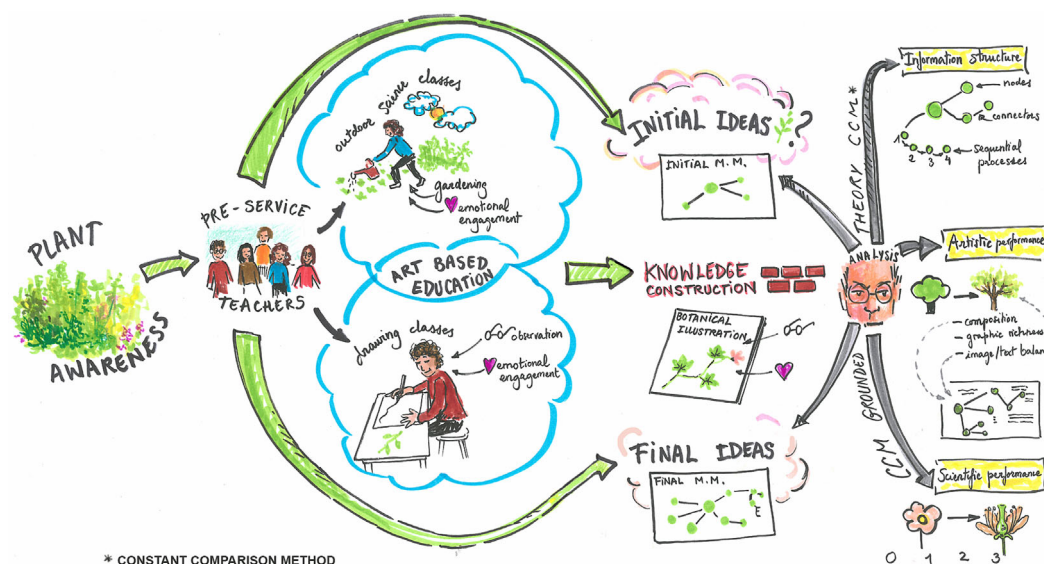 PLANT
AWARENESS
PRE-SERVICE
TEACHERS
outdoor science classes
gardening
emotional
engagement
ART BASED
EDUCATION
drawing classes
observation
emotional
engagement
INITIAL IDEAS ?
INITIAL M.M.
KNOWLEDGE
CONSTRUCTION
BOTANICAL
ILLUSTRATION
FINAL IDEAS
FINAL M.M.
E
THEORY CCM*
ANALYSIS
CCM GROUNDED
Information structure
nodes
connectors
1
2 3 4
sequential
processes
Artistic performance
composition
graphic richness
image/text balan
Scientific performance
0 1 2 3
* CONSTANT COMPARISON METHOD